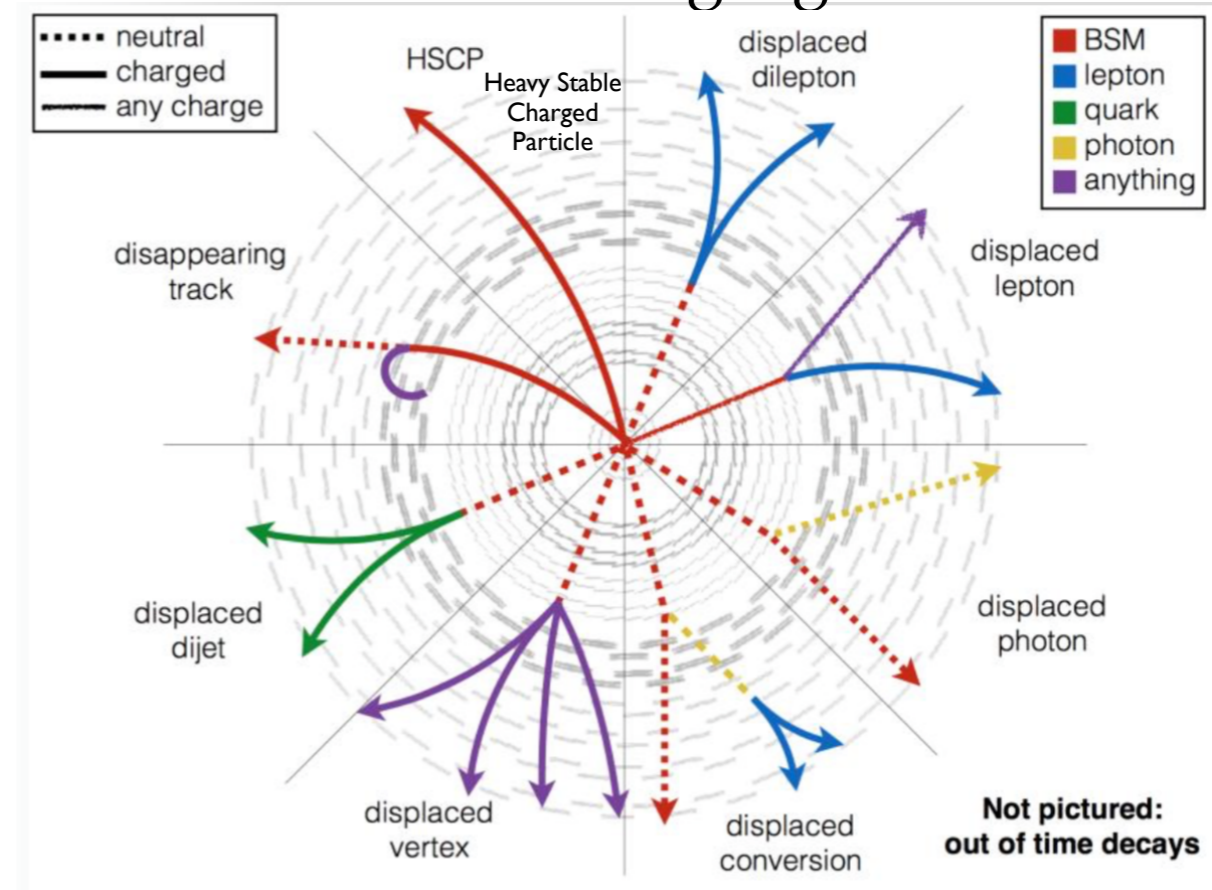 neutral
charged
any charge
HSCP
Heavy Stable
Charged
Particle
displaced
dilepton
BSM
lepton
quark
photon
anything
disappearing
track
displaced
lepton
displaced
dijet
displaced
photon
displaced
vertex
displaced
conversion
Not pictured:
out of time decays